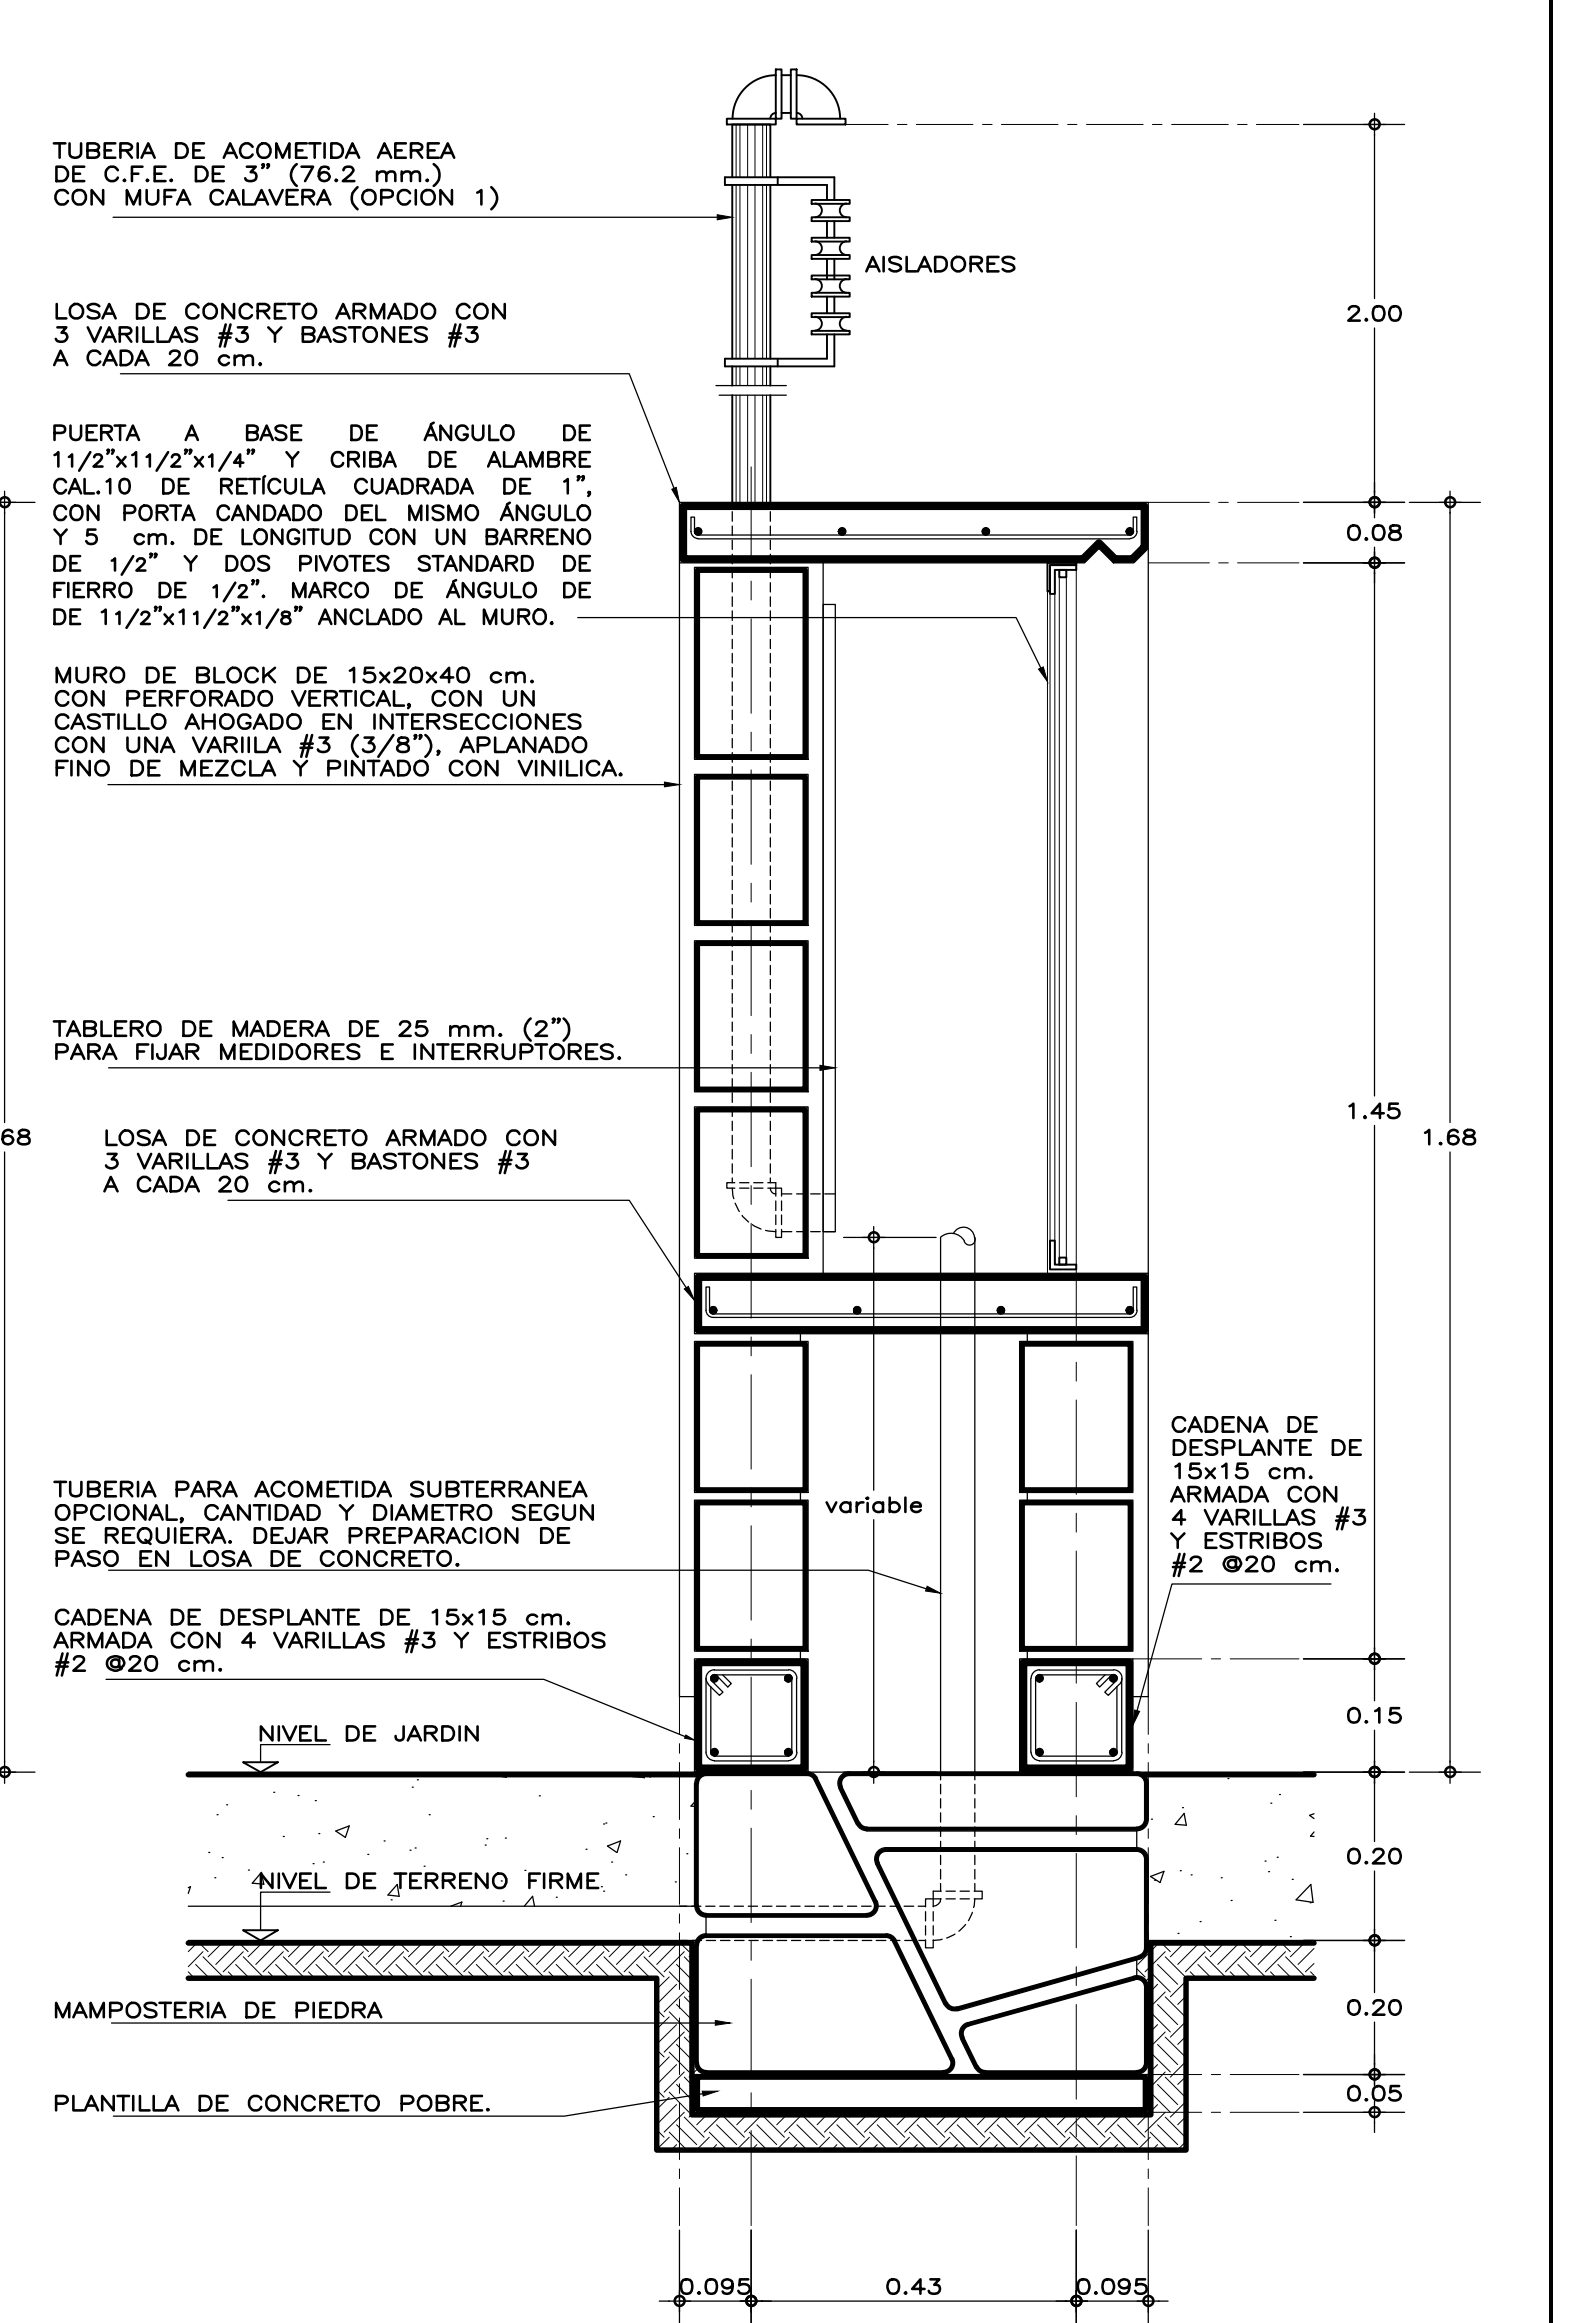 TUBERIA DE ACOMETIDA AEREA
DE C.F.E. DE 3" (76.2 mm.)
CON MUFA CALAVERA (OPCION 1)
AISLADORES
LOSA DE CONCRETO ARMADO CON
3 VARILLAS #3 Y BASTONES #3
A CADA 20 cm.
2.00
PUERTA A BASE DE ÁNGULO DE
11/2"x11/2"x1/4" Y CRIBA DE ALAMBRE
CAL.10 DE RETÍCULA CUADRADA DE 1",
CON PORTA CANDADO DEL MISMO ÁNGULO
Y 5 cm. DE LONGITUD CON UN BARRENO
DE 1/2" Y DOS PIVOTES STANDARD DE
FIERRO DE 1/2". MARCO DE ÁNGULO DE
DE 11/2"x11/2"x1/8" ANCLADO AL MURO.
0.08
MURO DE BLOCK DE 15x20x40 cm.
CON PERFORADO VERTICAL, CON UN
CASTILLO AHOGADO EN INTERSECCIONES
CON UNA VARIILA #3 (3/8"), APLANADO
FINO DE MEZCLA Y PINTADO CON VINILICA.
TABLERO DE MADERA DE 25 mm. (2")
PARA FIJAR MEDIDORES E INTERRUPTORES.
1.45
68
1.68
LOSA DE CONCRETO ARMADO CON
3 VARILLAS #3 Y BASTONES #3
A CADA 20 cm.
CADENA DE
DESPLANTE DE
15x15 cm.
ARMADA CON
4 VARILLAS #3
Y ESTRIBOS
#2 @20 cm.
TUBERIA PARA ACOMETIDA SUBTERRANEA
OPCIONAL, CANTIDAD Y DIAMETRO SEGUN
SE REQUIERA. DEJAR PREPARACION DE
PASO EN LOSA DE CONCRETO.
variable
CADENA DE DESPLANTE DE 15x15 cm.
ARMADA CON 4 VARILLAS #3 Y ESTRIBOS
#2 @20 cm.
0.15
NIVEL DE JARDIN
0.20
NIVEL DE TERRENO FIRME
0.20
MAMPOSTERIA DE PIEDRA
0.05
PLANTILLA DE CONCRETO POBRE.
0.095 0.43 0.095